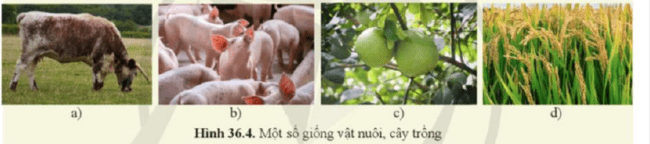 a) b) c) d)
Hình 36.4. Một số giống vật nuôi, cây trồng